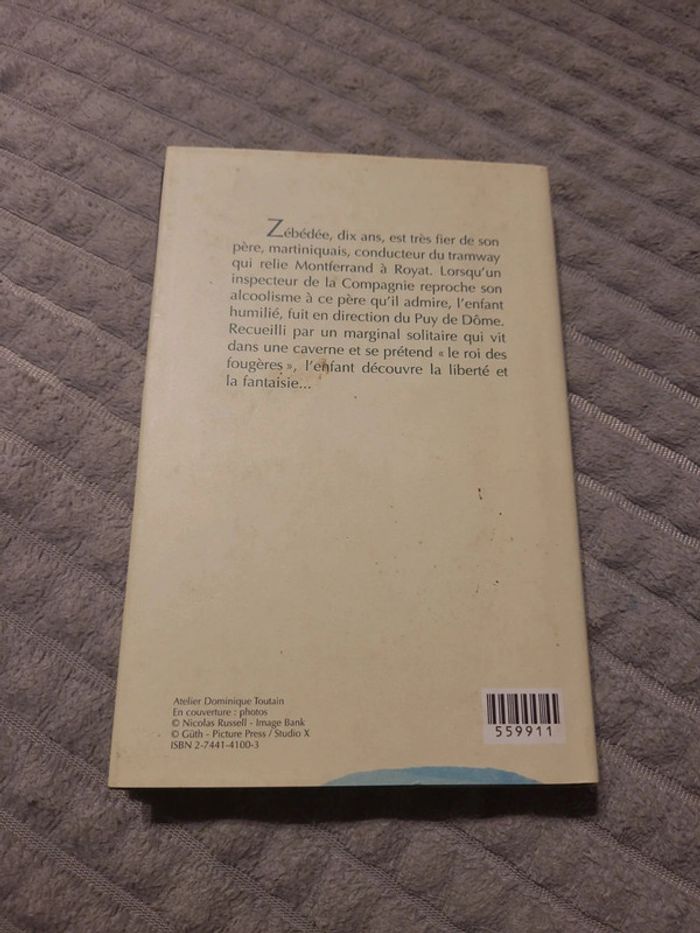 Zébédée, dix ans, est très fier de son
père, martiniquais, conducteur du tramway
qui relie Montferrand à Royat. Lorsqu'un
inspecteur de la Compagnie reproche son
alcoolisme à ce père qu'il admire, l'enfant
humilié, fuit en direction du Puy de Dôme.
Recueilli par un marginal solitaire qui vit
dans une caverne et se prétend « le roi des
fougères », l'enfant découvre la liberté et
la fantaisie...
Atelier Dominique Toutain
En couverture : photos
© Nicolas Russell - Image Bank
© Güth - Picture Press / Studio X
ISBN 2-7441-4100-3
559911